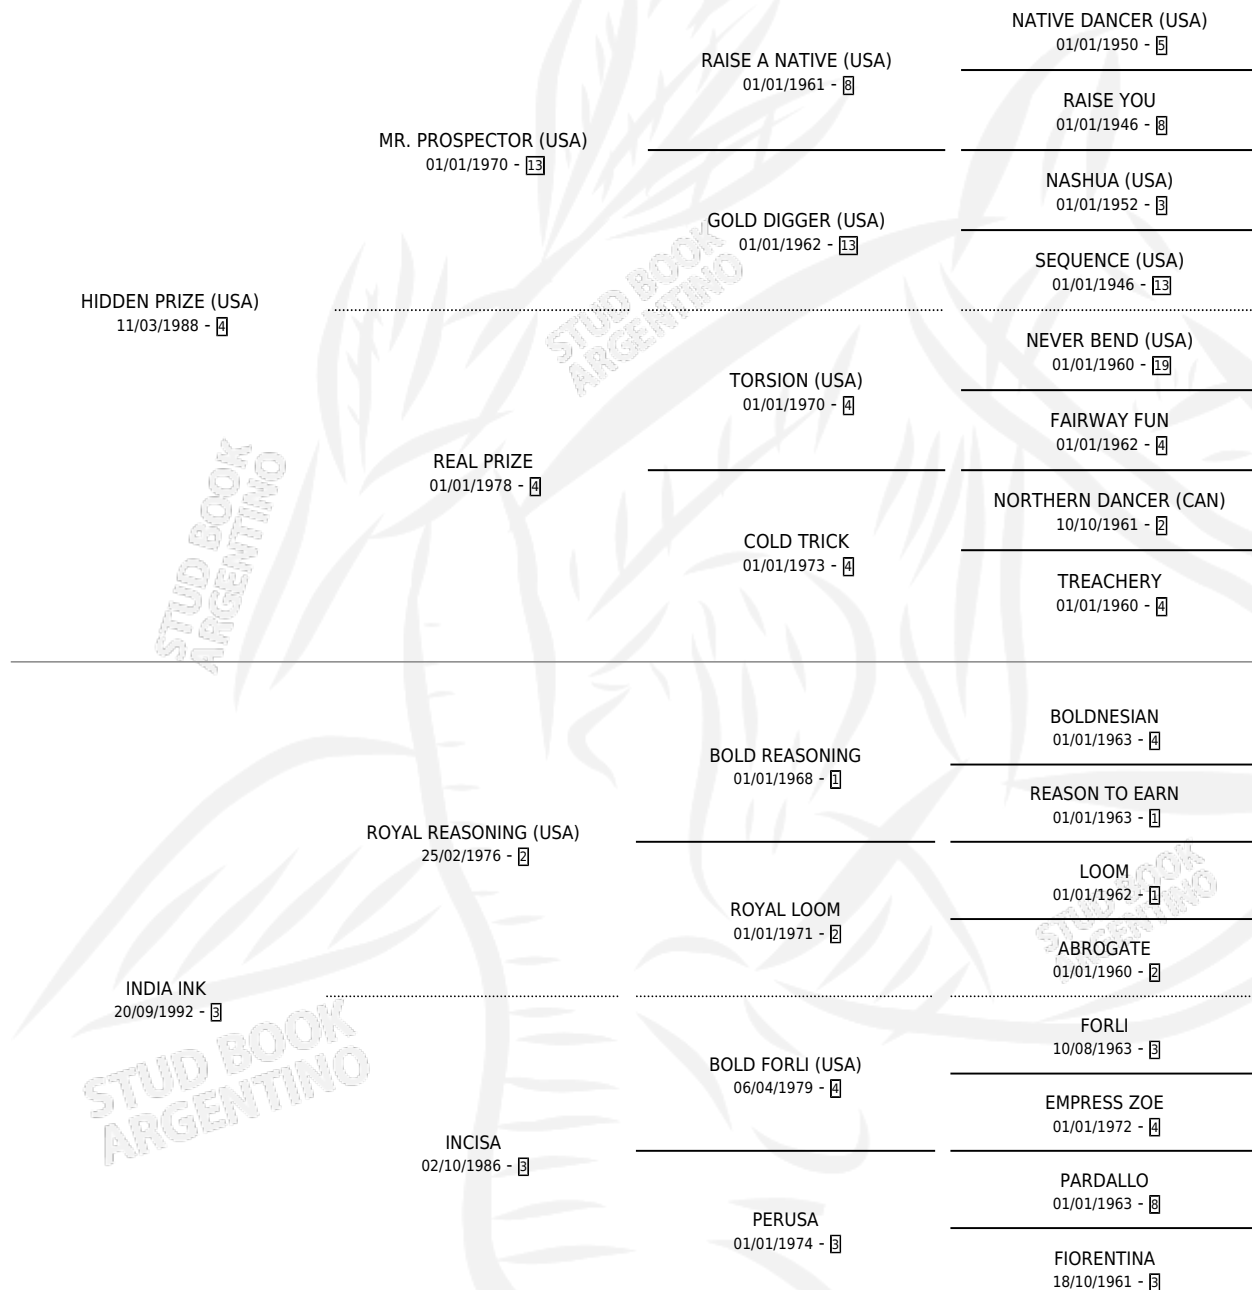 NATIVE DANCER (USA)
01/01/1950 - 5
RAISE A NATIVE (USA)
01/01/1961 - 8
RAISE YOU
01/01/1946 - 8
MR. PROSPECTOR (USA)
01/01/1970 - 13
NASHUA (USA)
01/01/1952 - 3
GOLD DIGGER (USA)
01/01/1962 - 13
SEQUENCE (USA)
01/01/1946 - 13
HIDDEN PRIZE (USA)
11/03/1988 - 4
STUD BOOK
ARGENTINO
NEVER BEND (USA)
01/01/1960 - 19
TORSION (USA)
01/01/1970 - 4
FAIRWAY FUN
01/01/1962 - 4
REAL PRIZE
01/01/1978 - 4
NORTHERN DANCER (CAN)
10/10/1961 - 2
COLD TRICK
01/01/1973 - 4
TREACHERY
01/01/1960 - 4
STUD BOOK
ARGENTINO
BOLDNESIAN
01/01/1963 - 4
BOLD REASONING
01/01/1968 - 1
REASON TO EARN
01/01/1963 - 1
ROYAL REASONING (USA)
25/02/1976 - 2
LOOM
01/01/1962 - 1
ROYAL LOOM
01/01/1971 - 2
STUD BOOK
ARGENTINO
ABROGATE
01/01/1960 - 2
INDIA INK
20/09/1992 - 3
FORLI
10/08/1963 - 3
BOLD FORLI (USA)
06/04/1979 - 4
STUD BOOK
ARGENTINO
EMPRESS ZOE
01/01/1972 - 4
INCISA
02/10/1986 - 3
PARDALLO
01/01/1963 - 8
PERUSA
01/01/1974 - 3
FIORENTINA
18/10/1961 - 3